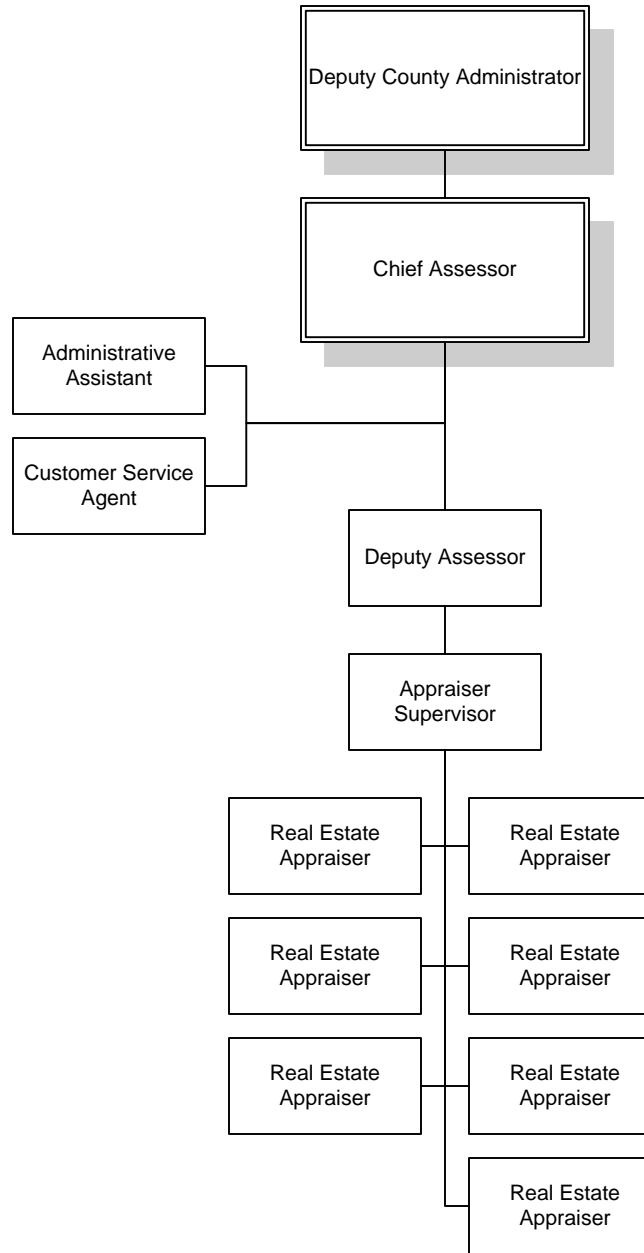 Deputy County Administrator
Chief Assessor
Administrative
Assistant
Customer Service
Agent
Deputy Assessor
Appraiser
Supervisor
Real Estate
Appraiser
Real Estate
Appraiser
Real Estate
Appraiser
Real Estate
Appraiser
Real Estate
Appraiser
Real Estate
Appraiser
Real Estate
Appraiser